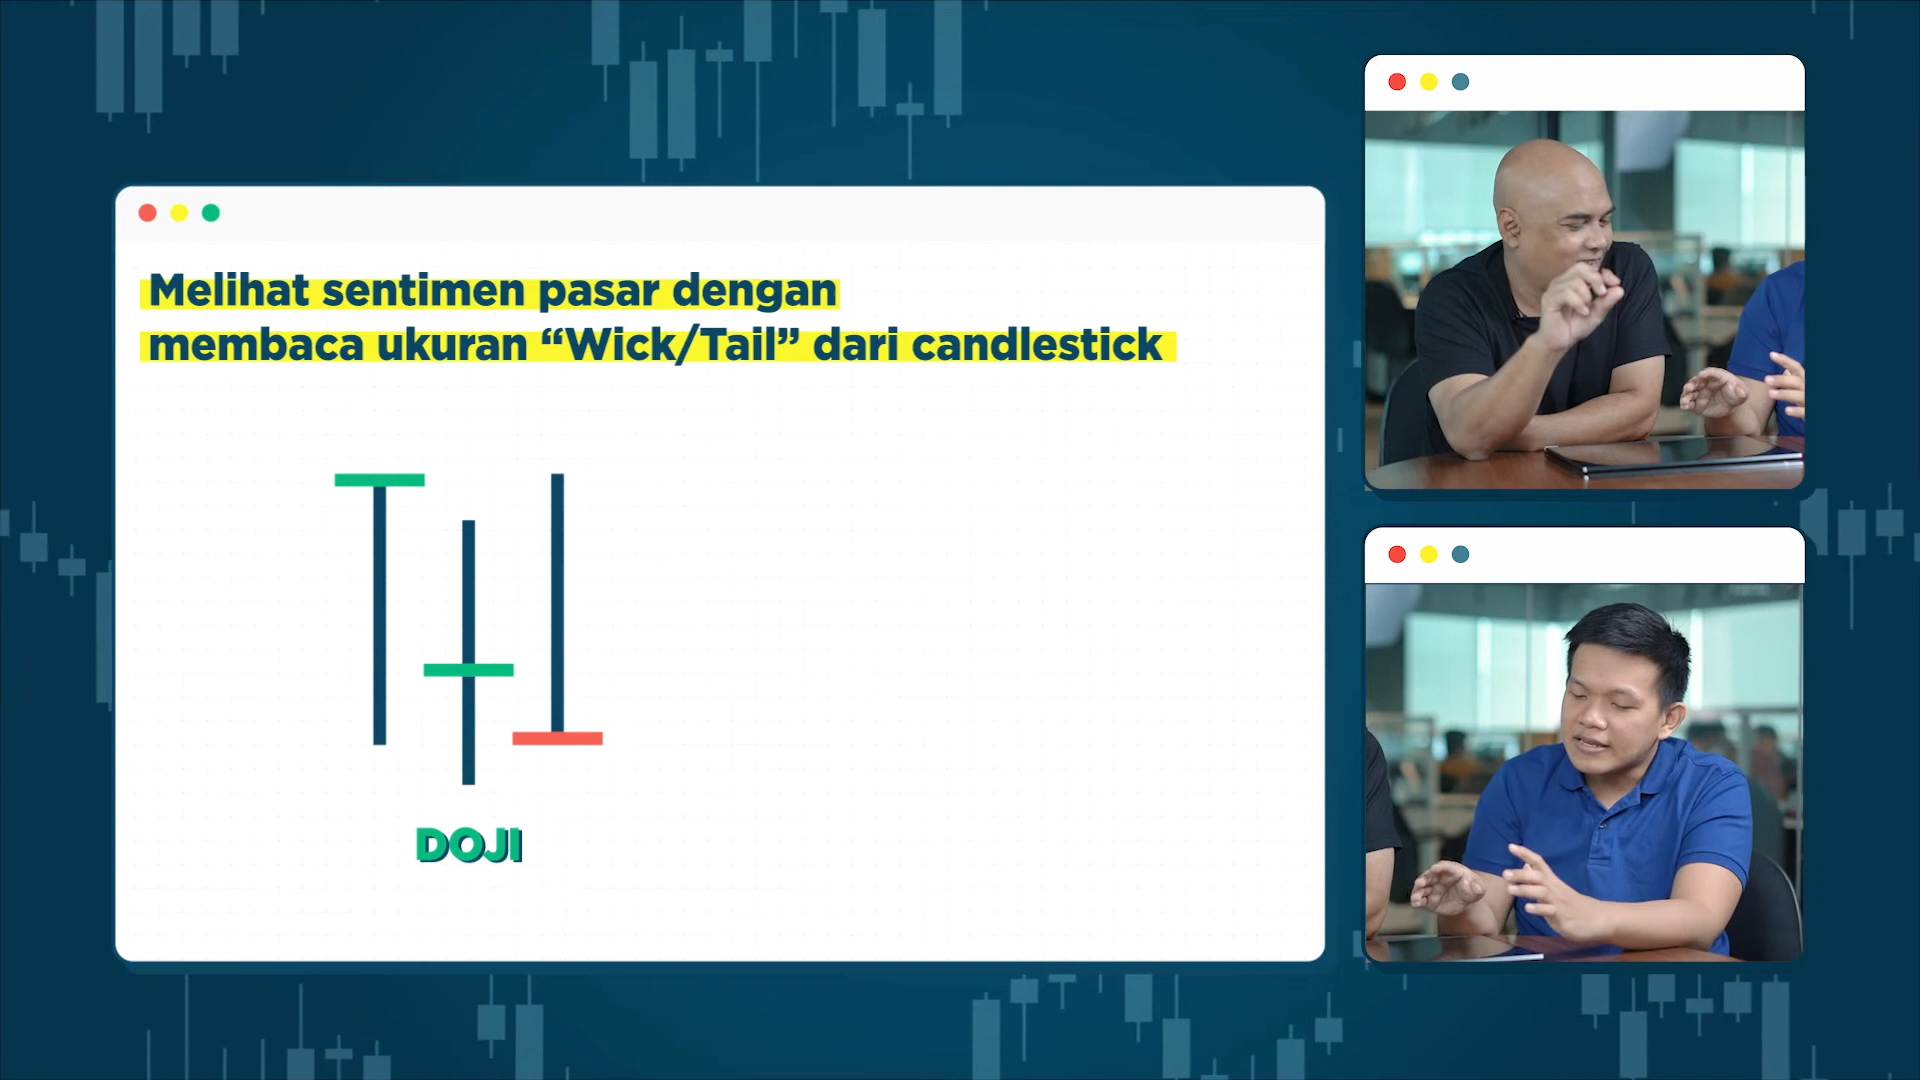 Melihat sentimen pasar dengan
membaca ukuran “Wick/Tail” dari candlestick
DOJI